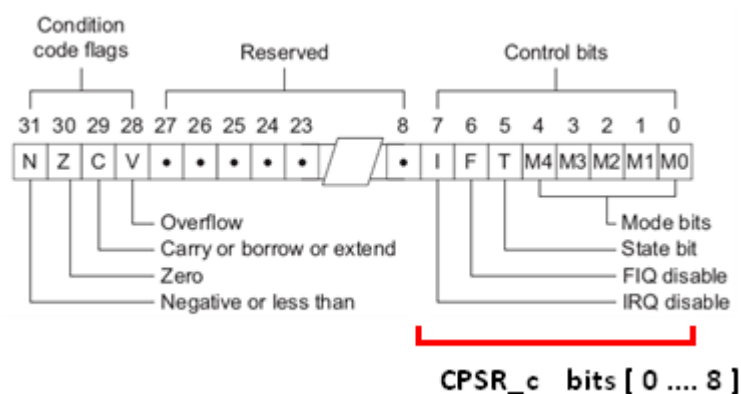 Condition
code flags
Reserved
Control bits
31 30 29 28 27 26 25 24 23 8 7 6 5 4 3 2 1 0
N Z C V • • • • • • I F T M4 M3 M2 M1 M0
Overflow
Mode bits
Carry or borrow or extend
State bit
Zero
FIQ disable
Negative or less than
IRQ disable
CPSR_c bits [ 0 .... 8 ]